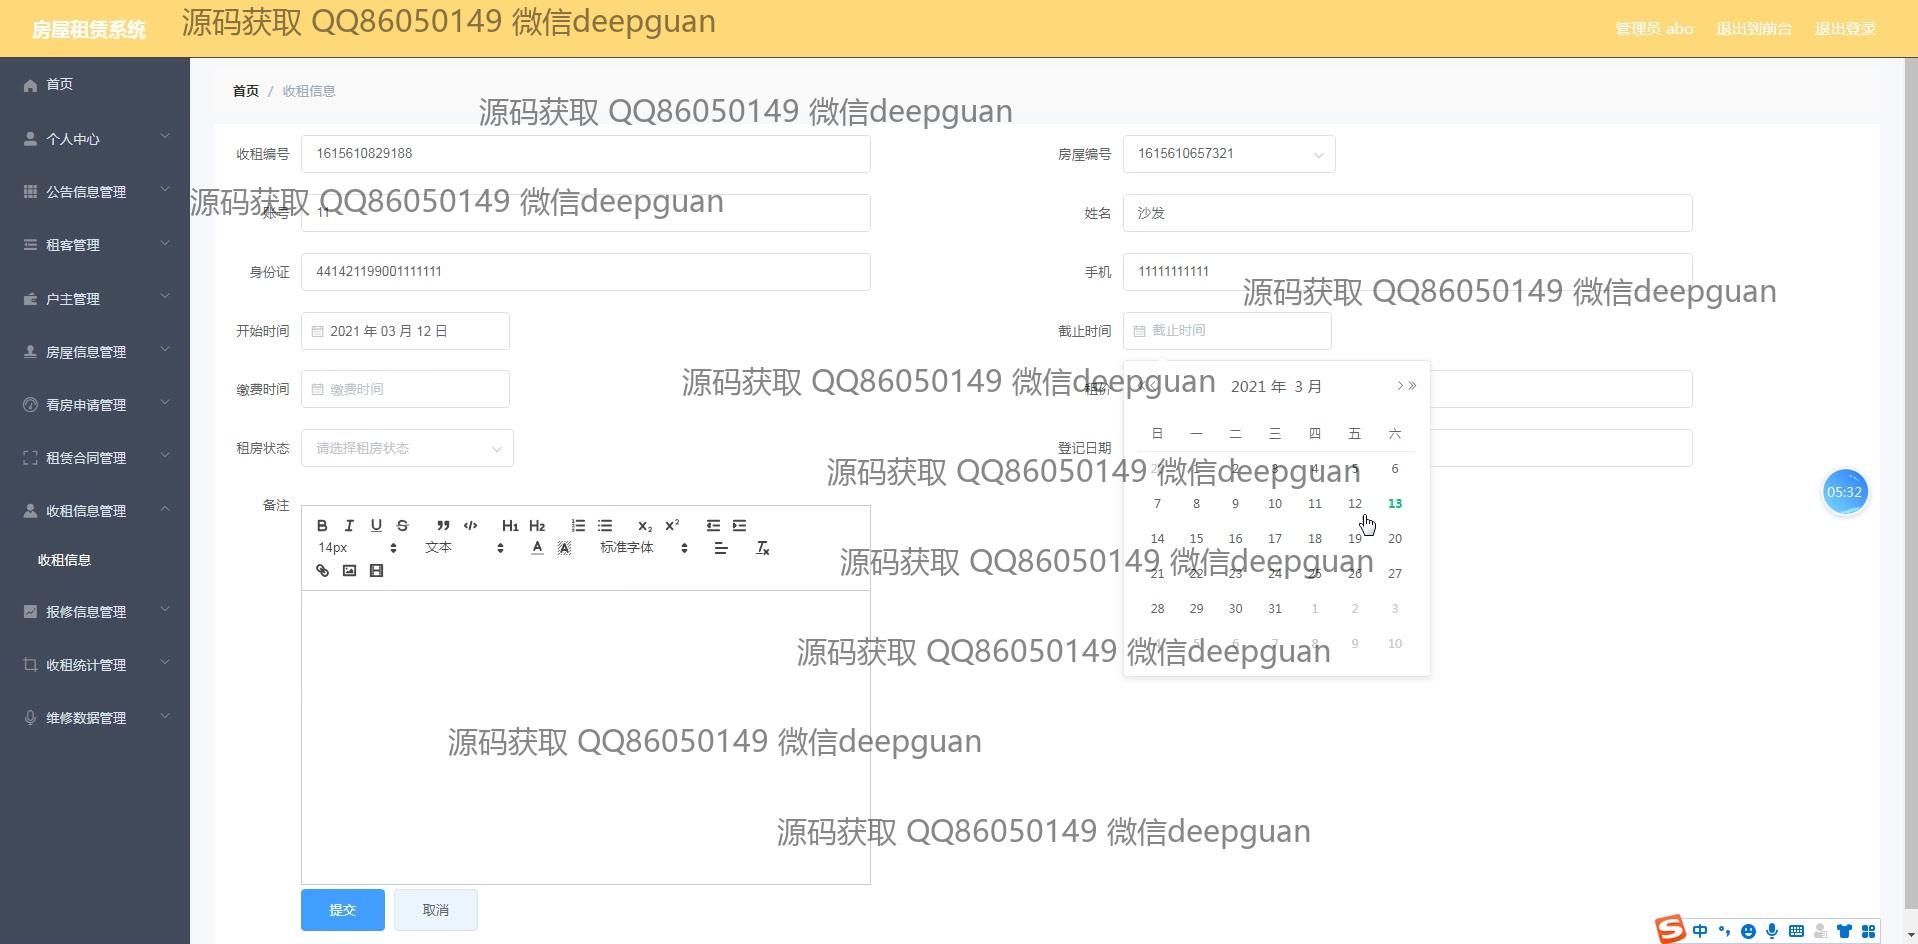 房屋租赁系统
源码获取 QQ86050149 微信deepguan
管理员 abo 退出到前台 退出登录
首页
个人中心
公告信息管理
租客管理
户主管理
房屋信息管理
看房申请管理
租赁合同管理
收租信息管理
收租信息
报修信息管理
收租统计管理
维修数据管理
首页 / 收租信息
源码获取 QQ86050149 微信deepguan
收租编号 1615610829188
房屋编号 1615610657321
源码获取 QQ86050149 微信deepguan
账号 11
姓名 沙发
身份证 441421199001111111
手机 11111111111
源码获取 QQ86050149 微信deepguan
开始时间 2021 年 03 月 12 日
截止时间 截止时间
缴费时间 缴费时间
源码获取 QQ86050149 微信deepguan
租价
2021 年 3 月
租房状态 请选择租房状态
登记日期
日 一 二 三 四 五 六
源码获取 QQ86050149 微信deepguan
1 2 3 4 5 6
7 8 9 10 11 12 13
14 15 16 17 18 19 20
源码获取 QQ86050149 微信deepguan
21 22 23 24 25 26 27
28 29 30 31 1 2 3
4 5 6 7 8 9 10
源码获取 QQ86050149 微信deepguan
05:32
备注
B I U S H1 H2 X₂ X²
14px 文本 A A 标准字体
源码获取 QQ86050149 微信deepguan
源码获取 QQ86050149 微信deepguan
提交 取消
S 中